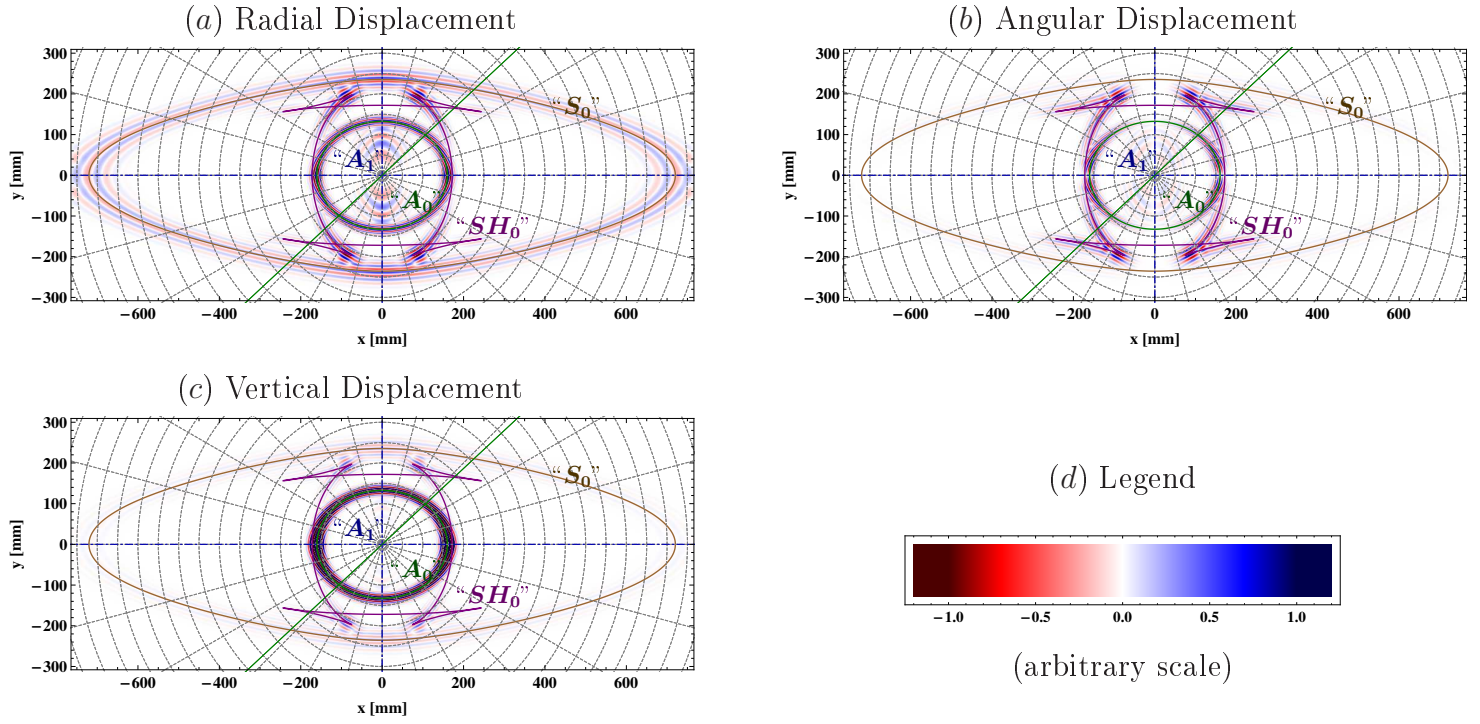 (a) Radial Displacement
(b) Angular Displacement
300
200
100
0
−100
−200
−300
y [mm]
“S₀”
“A₁”
“A₀”
“SH₀”
−600 −400 −200 0 200 400 600
x [mm]
300
200
100
0
−100
−200
−300
y [mm]
“S₀”
“A₁”
“A₀”
“SH₀”
−600 −400 −200 0 200 400 600
x [mm]
(c) Vertical Displacement
300
200
100
0
−100
−200
−300
y [mm]
“S₀”
“A₁”
“A₀”
“SH₀”
−600 −400 −200 0 200 400 600
x [mm]
(d) Legend
−1.0 −0.5 0.0 0.5 1.0
(arbitrary scale)